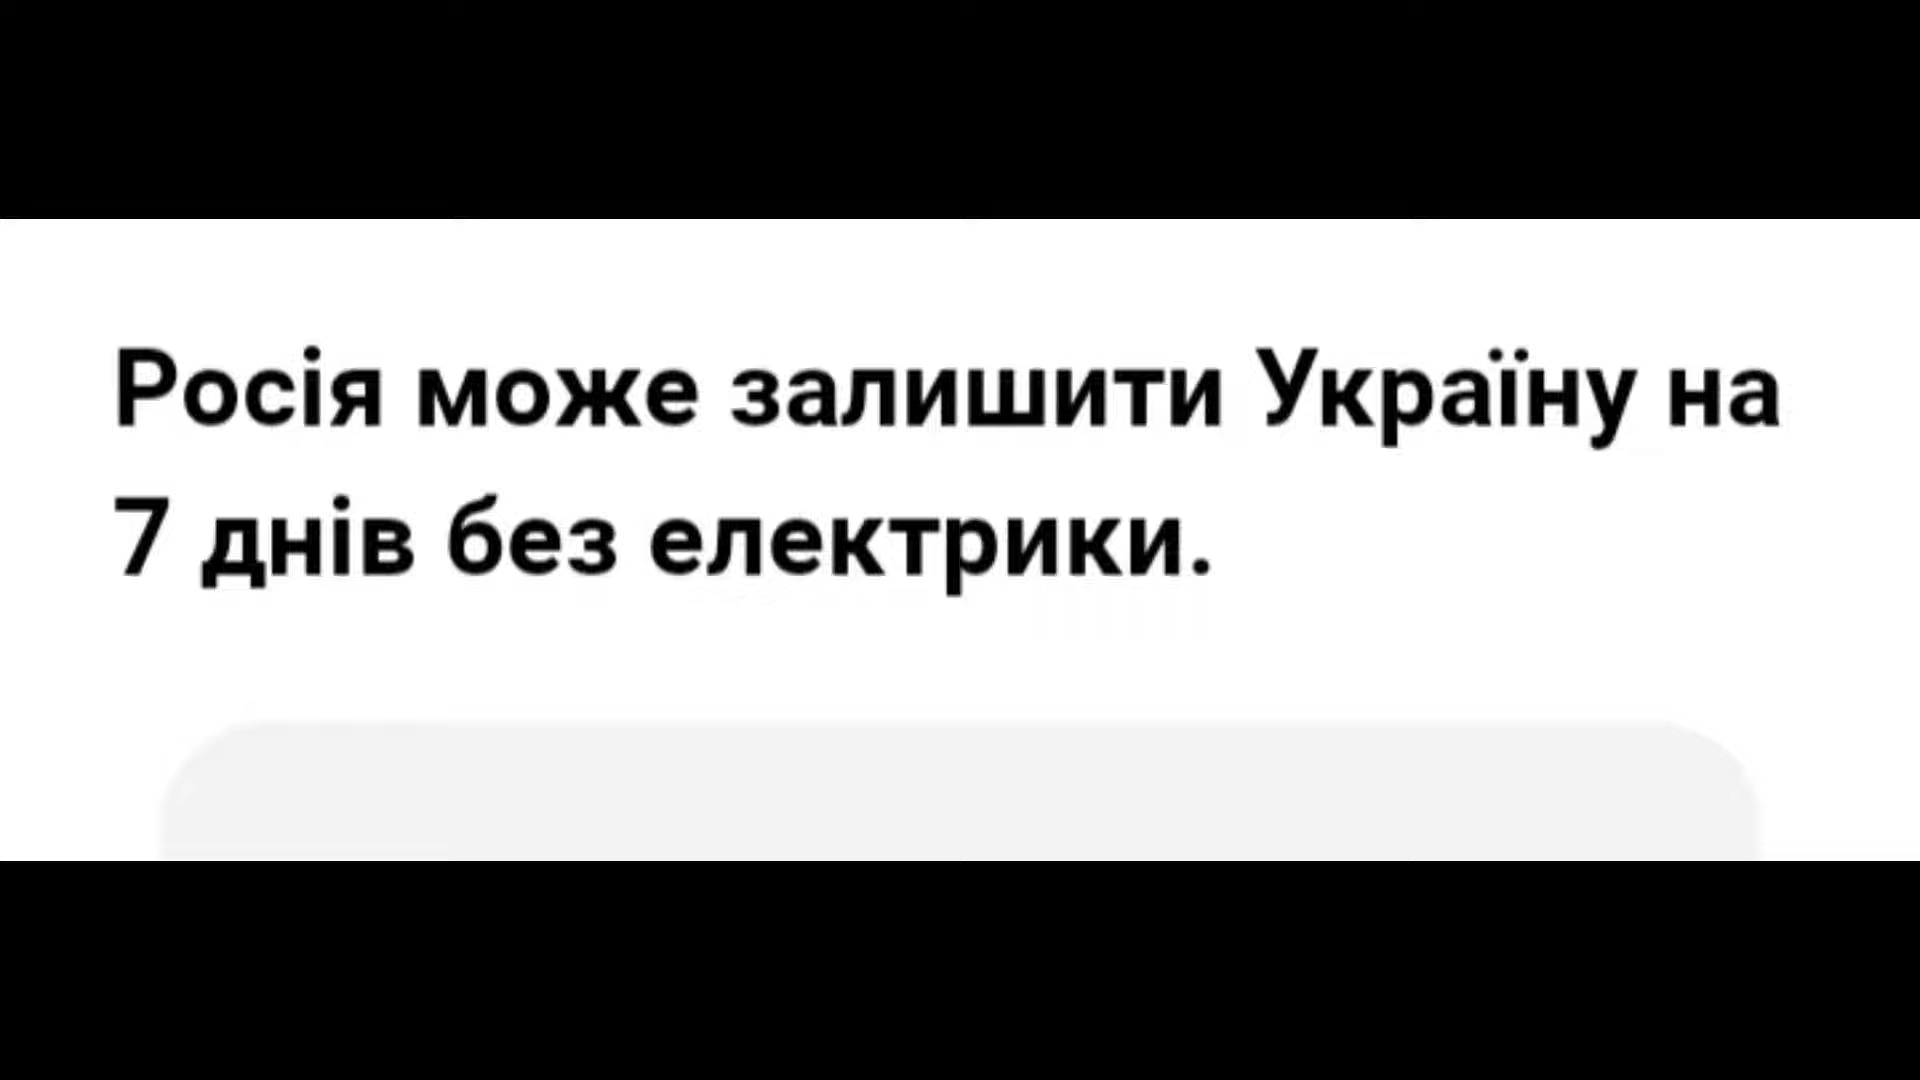 Росія може залишити Україну на
7 днів без електрики.